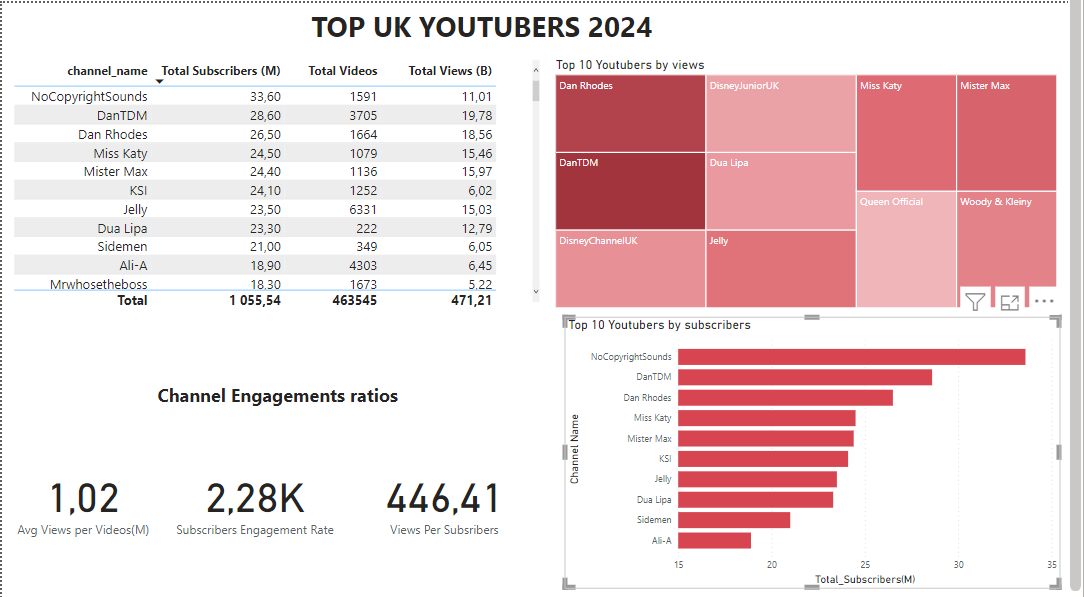 TOP UK YOUTUBERS 2024
channel_name Total Subscribers (M) Total Videos Total Views (B)
NoCopyrightSounds 33,60 1591 11,01
DanTDM 28,60 3705 19,78
Dan Rhodes 26,50 1664 18,56
Miss Katy 24,50 1079 15,46
Mister Max 24,40 1136 15,97
KSI 24,10 1252 6,02
Jelly 23,50 6331 15,03
Dua Lipa 23,30 222 12,79
Sidemen 21,00 349 6,05
Ali-A 18,90 4303 6,45
Mrwhosetheboss 18,30 1673 5,22
Total 1 055,54 463545 471,21
Top 10 Youtubers by views
Dan Rhodes
DanTDM
DisneyChannelUK
DisneyJuniorUK
Dua Lipa
Jelly
Miss Katy
Mister Max
Queen Official
Woody & Kleiny
Channel Engagements ratios
1,02
Avg Views per Videos(M)
2,28K
Subscribers Engagement Rate
446,41
Views Per Subsribers
Top 10 Youtubers by subscribers
Channel Name
NoCopyrightSounds
DanTDM
Dan Rhodes
Miss Katy
Mister Max
KSI
Jelly
Dua Lipa
Sidemen
Ali-A
15 20 25 30 35
Total_Subscribers(M)